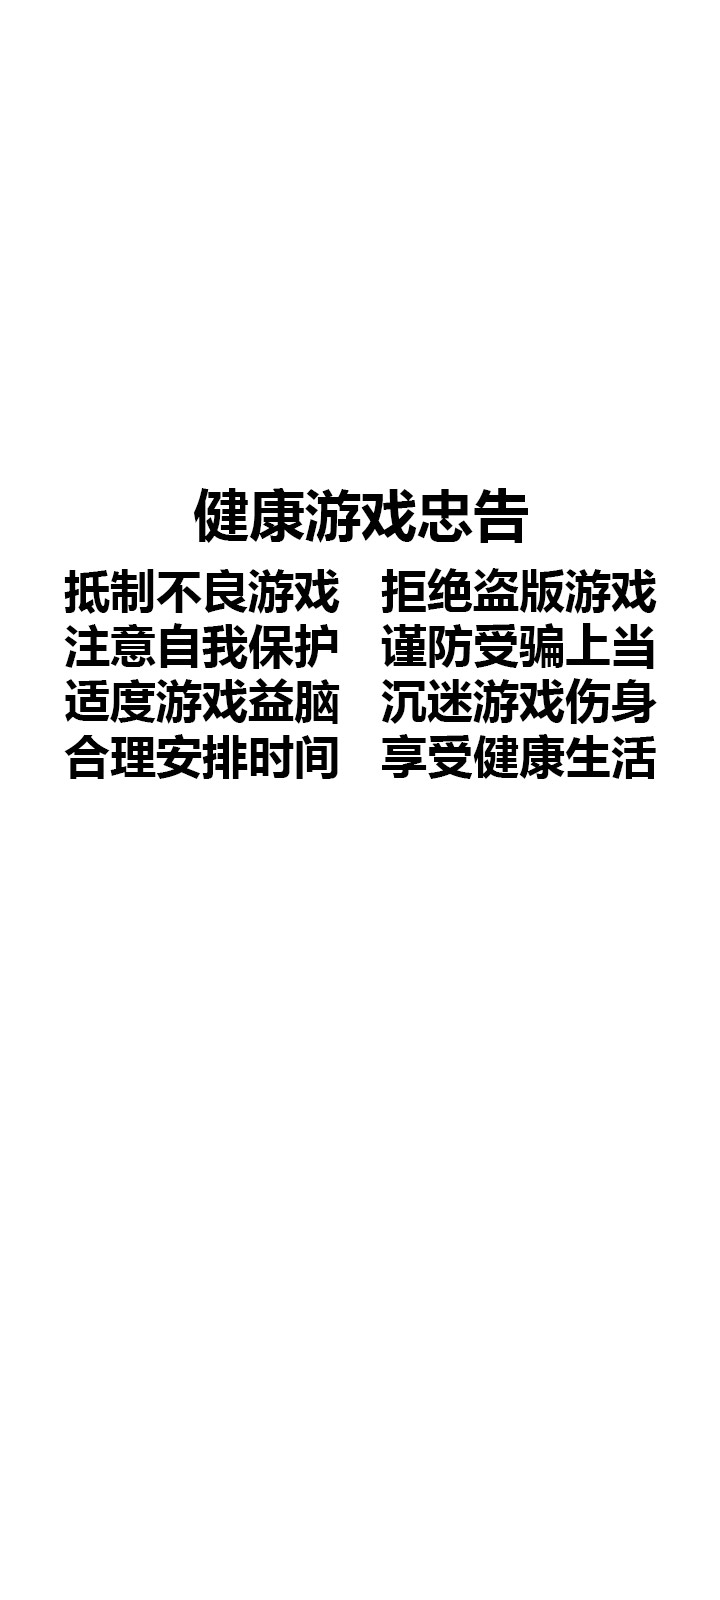 健康游戏忠告
抵制不良游戏 拒绝盗版游戏
注意自我保护 谨防受骗上当
适度游戏益脑 沉迷游戏伤身
合理安排时间 享受健康生活